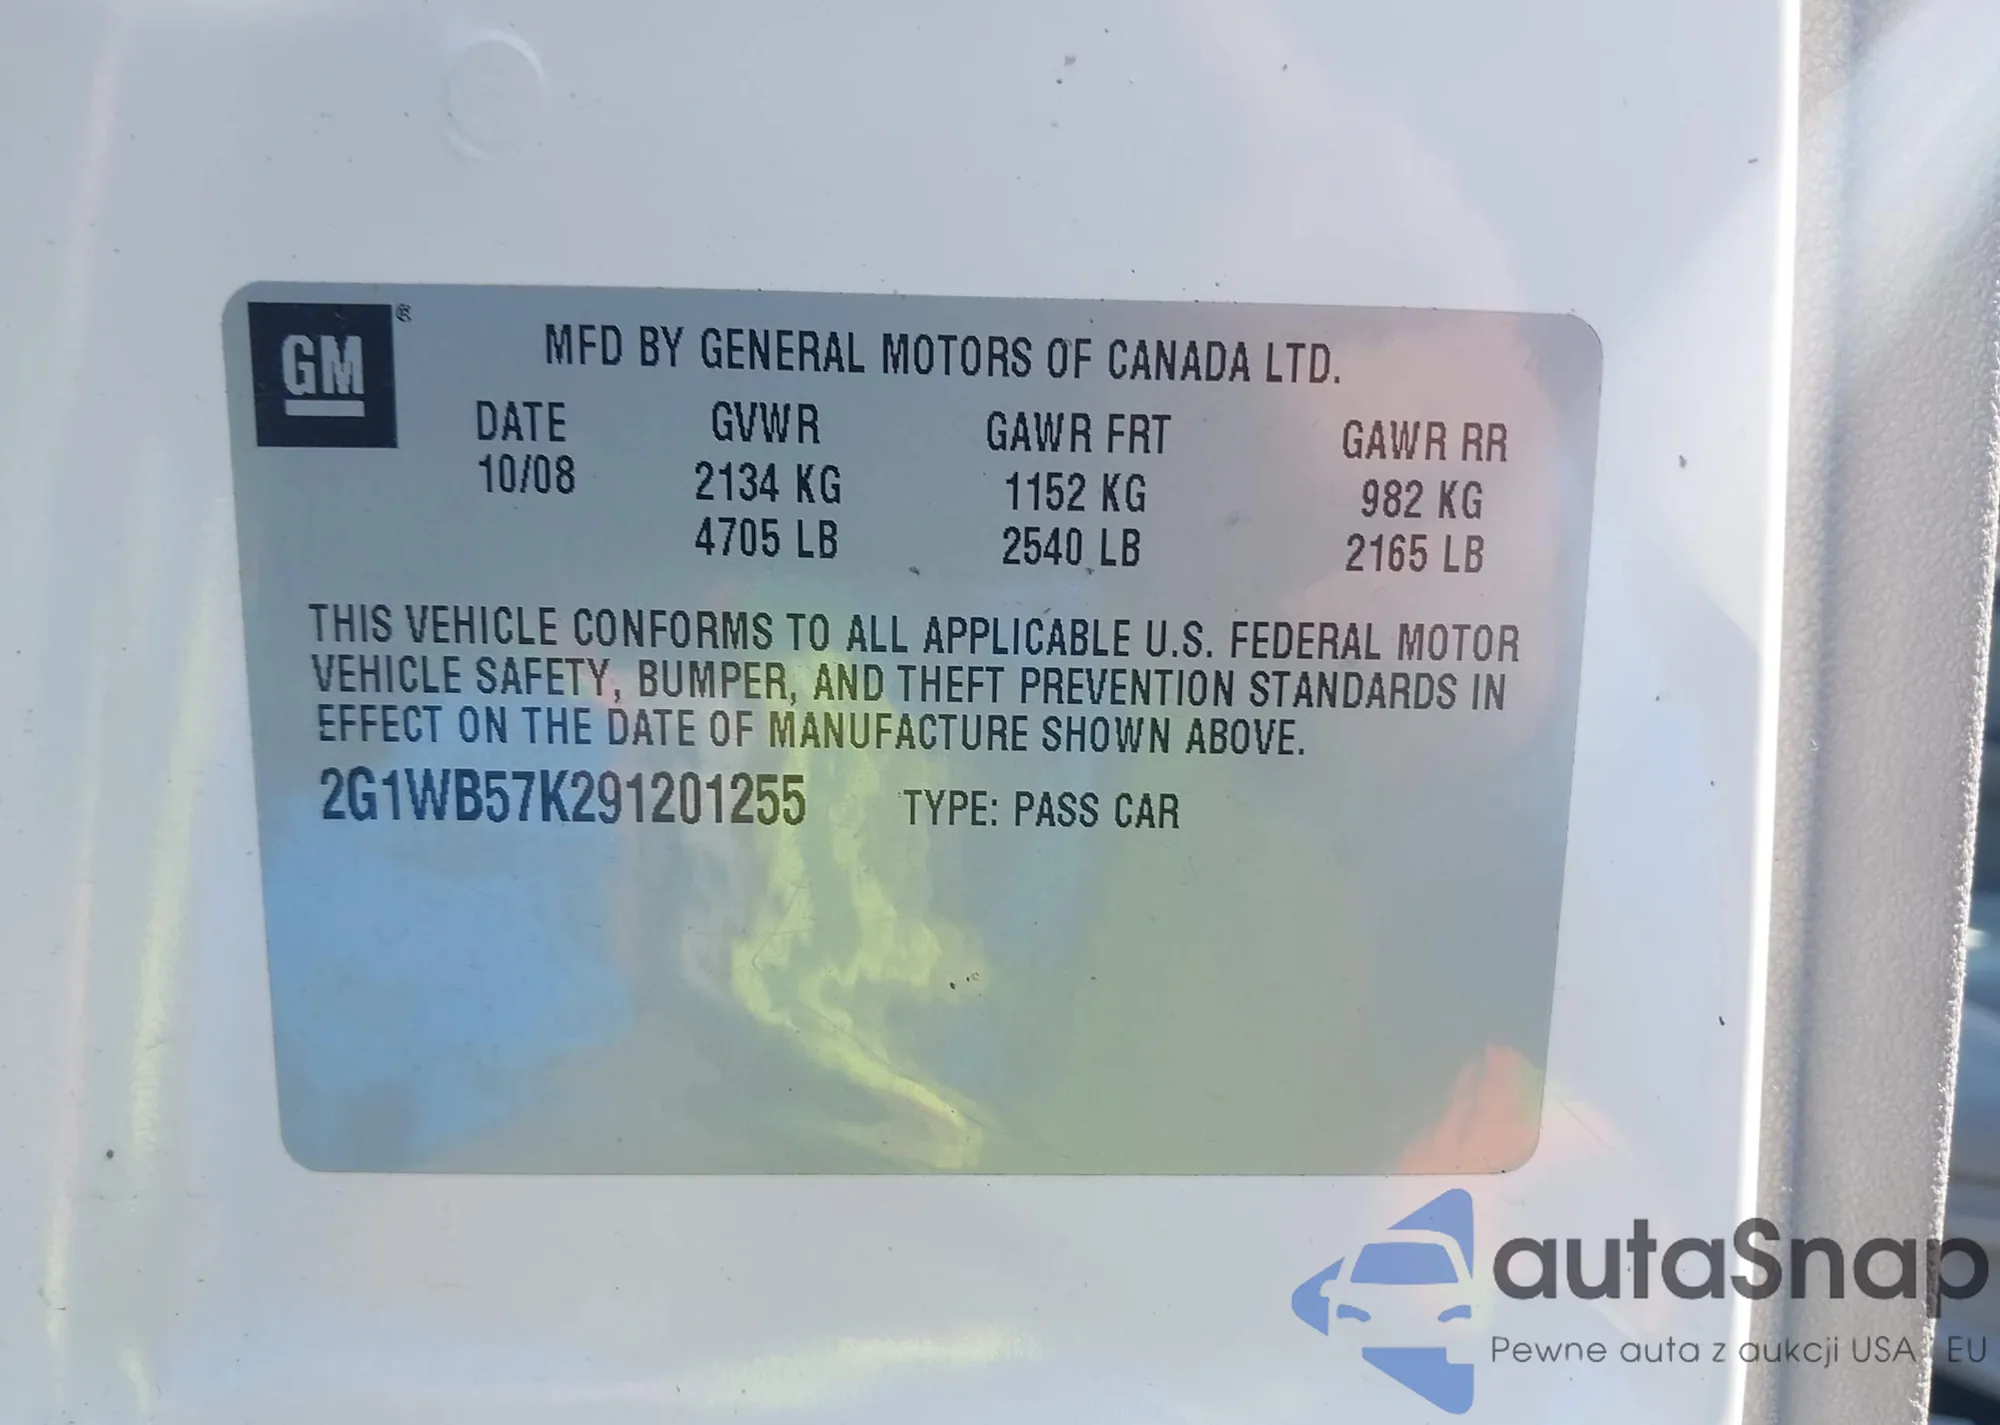 GM ®
MFD BY GENERAL MOTORS OF CANADA LTD.
DATE GVWR GAWR FRT GAWR RR
10/08 2134 KG 1152 KG 982 KG
4705 LB 2540 LB 2165 LB
THIS VEHICLE CONFORMS TO ALL APPLICABLE U.S. FEDERAL MOTOR
VEHICLE SAFETY, BUMPER, AND THEFT PREVENTION STANDARDS IN
EFFECT ON THE DATE OF MANUFACTURE SHOWN ABOVE.
2G1WB57K291201255 TYPE: PASS CAR
autaSnap
Pewne auta z aukcji USA i EU